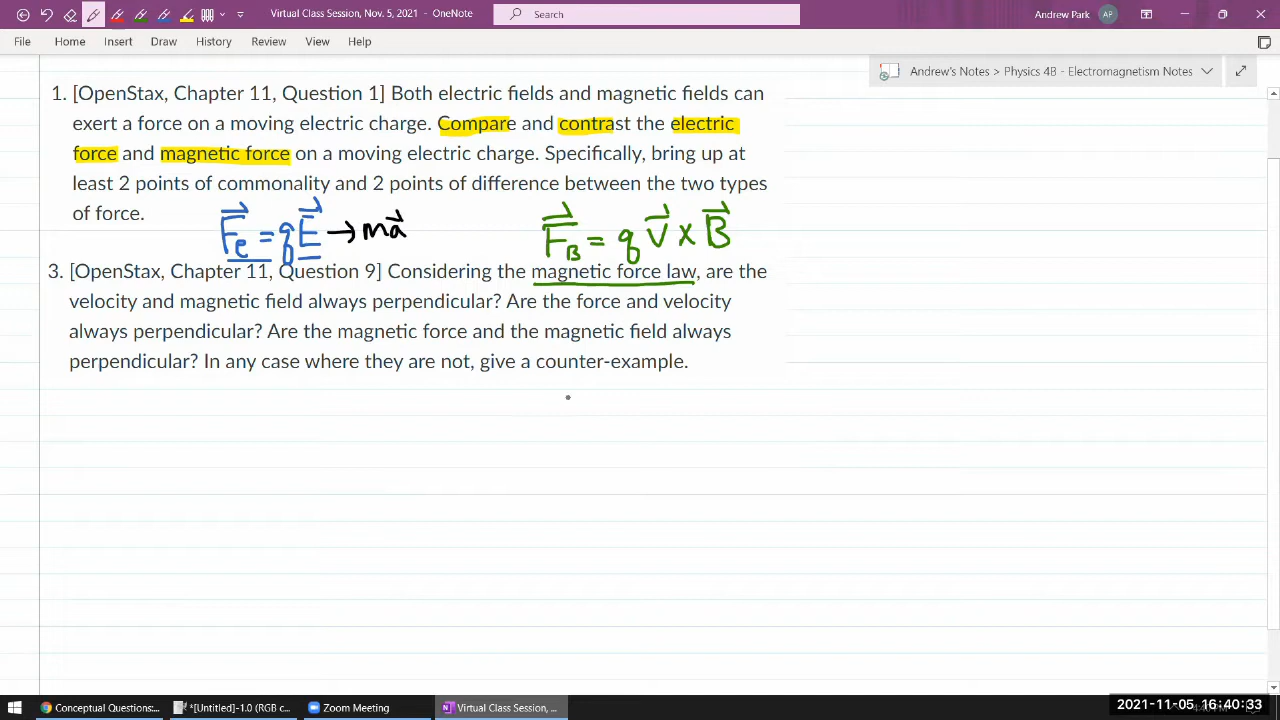 Virtual Class Session, Nov. 5, 2021 - OneNote
Search
Andrew Park
AP
File Home Insert Draw History Review View Help
Andrew's Notes > Physics 4B - Electromagnetism Notes
1. [OpenStax, Chapter 11, Question 1] Both electric fields and magnetic fields can
exert a force on a moving electric charge. Compare and contrast the electric
force and magnetic force on a moving electric charge. Specifically, bring up at
least 2 points of commonality and 2 points of difference between the two types
of force.
F⃗e = qE⃗ → ma⃗
F⃗B = q v⃗ × B⃗
3. [OpenStax, Chapter 11, Question 9] Considering the magnetic force law, are the
velocity and magnetic field always perpendicular? Are the force and velocity
always perpendicular? Are the magnetic force and the magnetic field always
perpendicular? In any case where they are not, give a counter-example.
Conceptual Questions:...
*[Untitled]-1.0 (RGB c...
Zoom Meeting
Virtual Class Session,...
2021-11-05 16:40:33